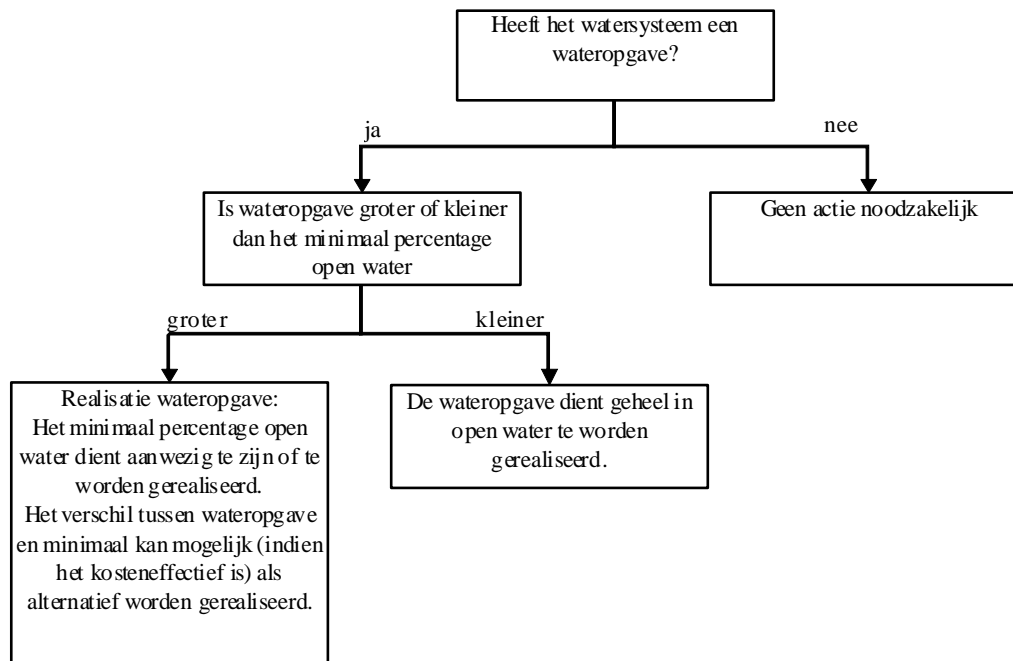 Heeft het watersysteem een
wateropgave?
ja
nee
Is wateropgave groter of kleiner
dan het minimaal percentage
open water
Geen actie noodzakelijk
groter
kleiner
Realisatie wateropgave:
Het minimaal percentage open
water dient aanwezig te zijn of te
worden gerealiseerd.
Het verschil tussen wateropgave
en minimaal kan mogelijk (indien
het kosteneffectief is) als
alternatief worden gerealiseerd.
De wateropgave dient geheel in
open water te worden
gerealiseerd.